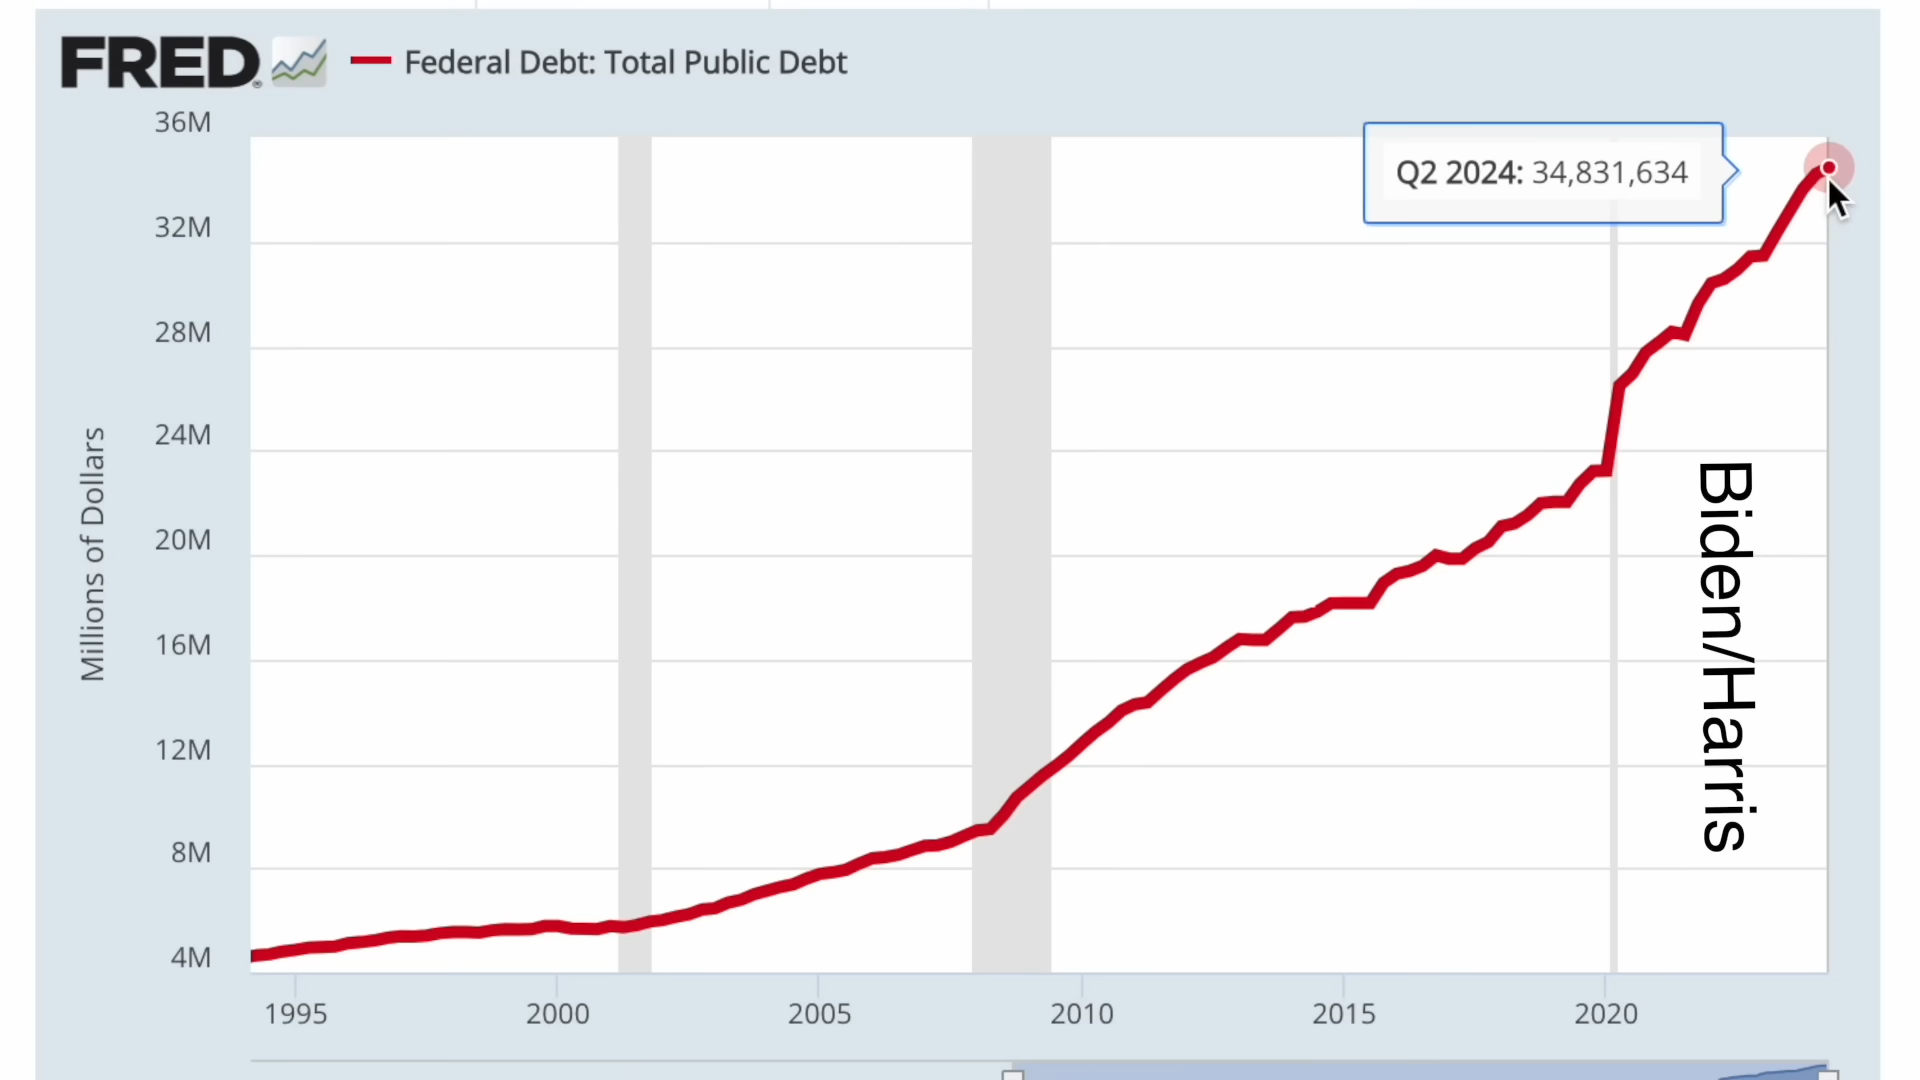 FRED
Federal Debt: Total Public Debt
36M
32M
28M
24M
20M
16M
12M
8M
4M
Millions of Dollars
Q2 2024: 34,831,634
Biden/Harris
1995
2000
2005
2010
2015
2020